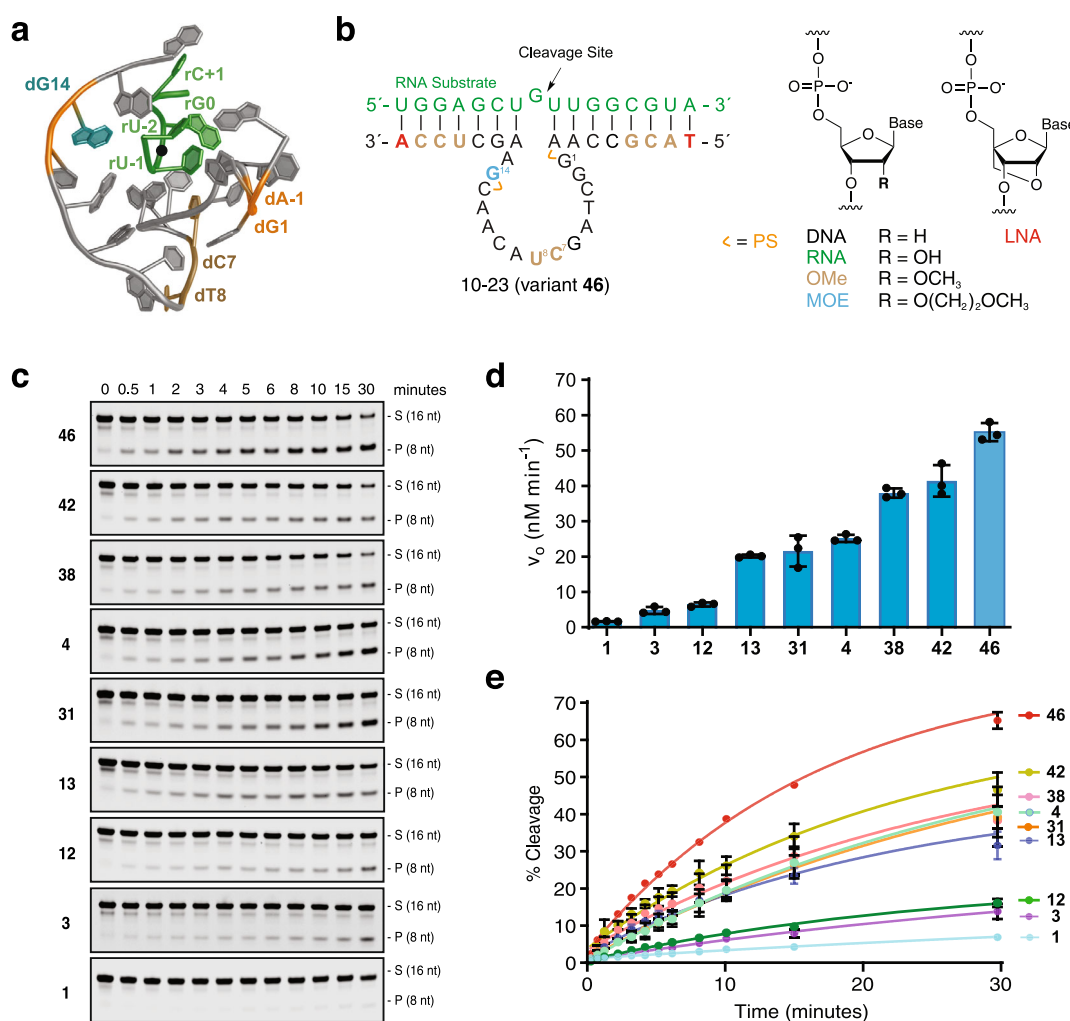 a
dG14
rC+1
rG0
rU-2
rU-1
dA-1
dG1
dC7
dT8
b
Cleavage Site
RNA Substrate
5´- U G G A G C U G U U G G C G U A - 3´
3´- A C C U C G A A A C C G C A T - 5´
A G¹
G¹⁴
C G
C C
A T
A A
C A U⁸ C⁷ G
10-23 (variant 46)
= PS
O
O P O⁻
O
Base
O
O R
O
O P O⁻
O
Base
O
O O
DNA R = H
RNA R = OH
OMe R = OCH₃
MOE R = O(CH₂)₂OCH₃
LNA
c
0 0.5 1 2 3 4 5 6 8 10 15 30 minutes
46
- S (16 nt)
- P (8 nt)
42
- S (16 nt)
- P (8 nt)
38
- S (16 nt)
- P (8 nt)
4
- S (16 nt)
- P (8 nt)
31
- S (16 nt)
- P (8 nt)
13
- S (16 nt)
- P (8 nt)
12
- S (16 nt)
- P (8 nt)
3
- S (16 nt)
- P (8 nt)
1
- S (16 nt)
- P (8 nt)
d
v₀ (nM min⁻¹)
70
60
50
40
30
20
10
0
1 3 12 13 31 4 38 42 46
e
% Cleavage
70
60
50
40
30
20
10
0
0 10 20 30
Time (minutes)
46
42
38
4
31
13
12
3
1